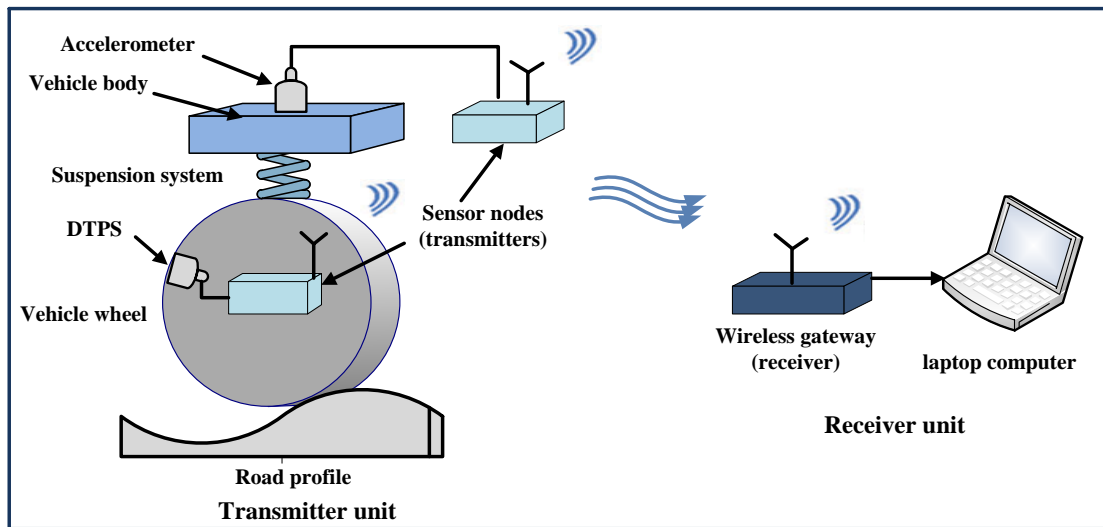 Accelerometer
Vehicle body
Suspension system
DTPS
Vehicle wheel
Sensor nodes
(transmitters)
Road profile
Transmitter unit
Wireless gateway
(receiver)
laptop computer
Receiver unit